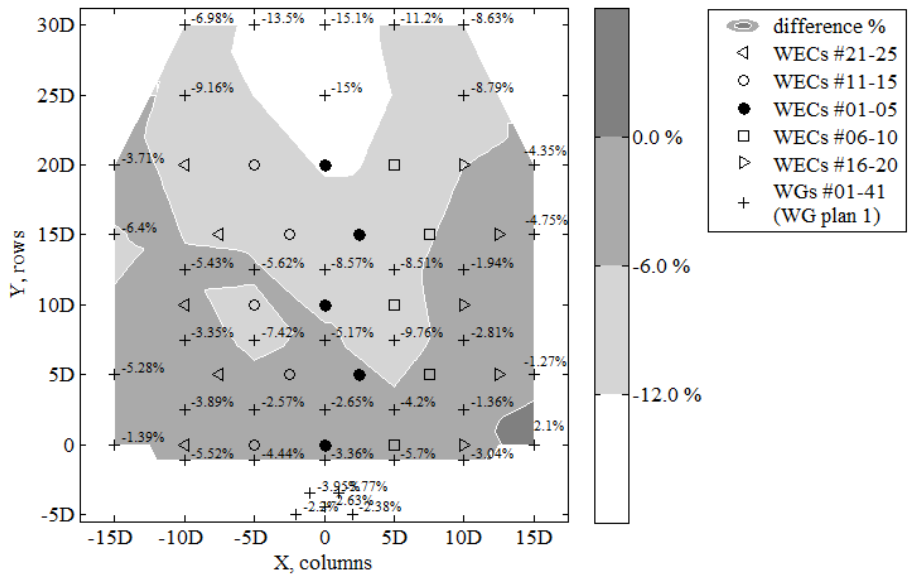 30D
-6.98%
-13.5%
-15.1%
-11.2%
-8.63%
25D
-9.16%
-15%
-8.79%
20D
-3.71%
-4.35%
15D
-6.4%
-4.75%
-5.43%
-5.62%
-8.57%
-8.51%
-1.94%
10D
-3.35%
-7.42%
-5.17%
-9.76%
-2.81%
5D
-5.28%
-1.27%
-3.89%
-2.57%
-2.65%
-4.2%
-1.36%
0
-1.39%
2.1%
-5.52%
-4.44%
-3.36%
-5.7%
-3.04%
-3.95%
-2.38%
-5D
-15D
-10D
-5D
0
5D
10D
15D
X, columns
Y, rows
0.0 %
-6.0 %
-12.0 %
difference %
WECs #21-25
WECs #11-15
WECs #01-05
WECs #06-10
WECs #16-20
WGs #01-41
(WG plan 1)